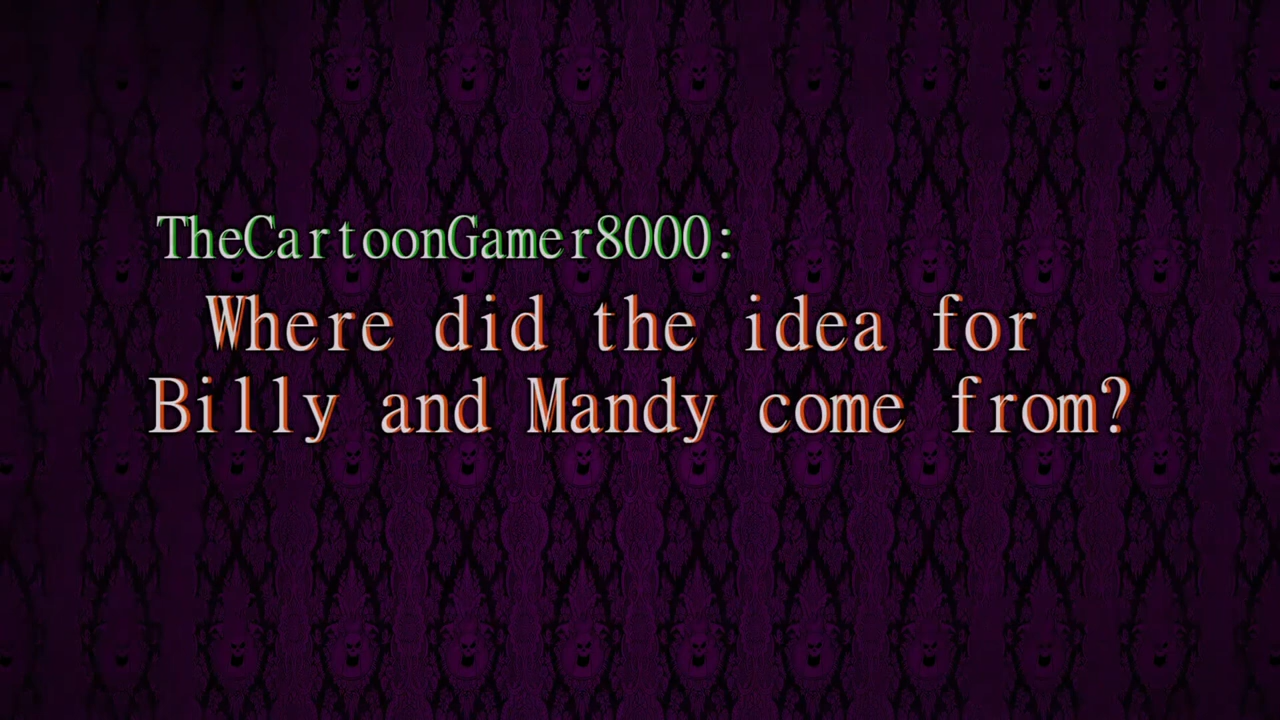 TheCartoonGamer8000:
Where did the idea for
Billy and Mandy come from?